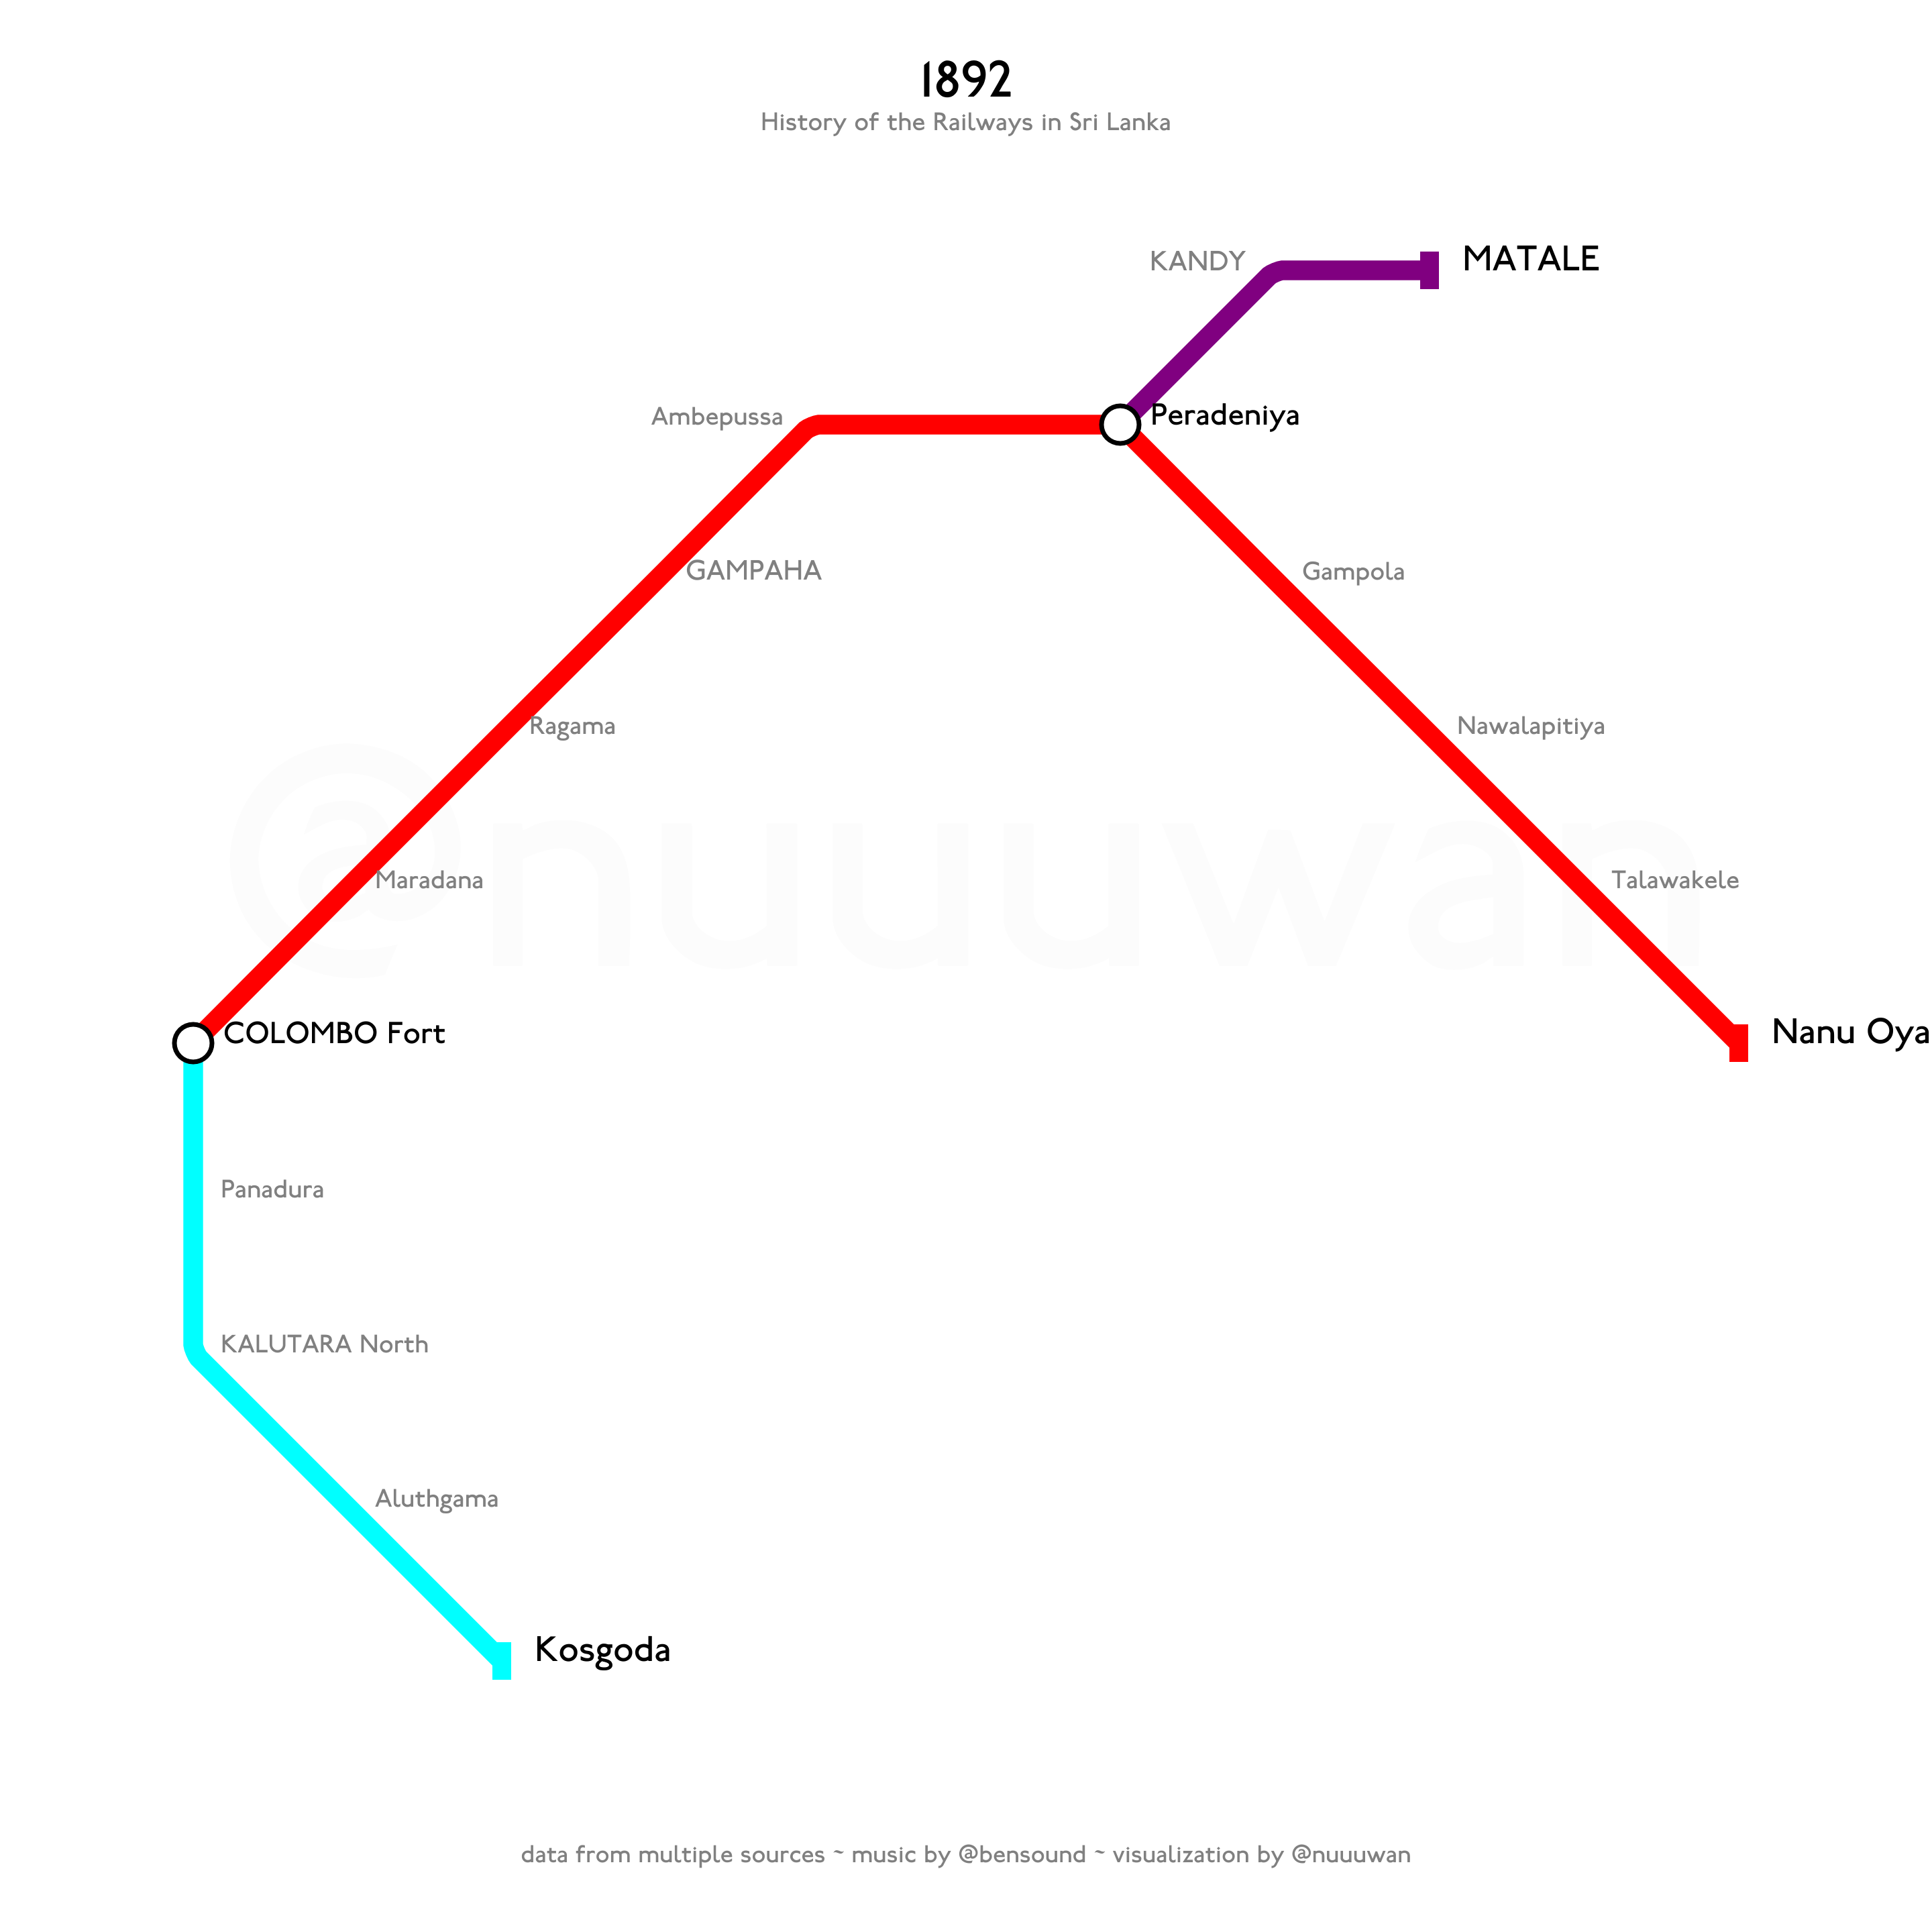 1892
History of the Railways in Sri Lanka
KANDY
MATALE
Ambepussa
Peradeniya
GAMPAHA
Gampola
Ragama
Nawalapitiya
@nuuuwan
Maradana
Talawakele
COLOMBO Fort
Nanu Oya
Panadura
KALUTARA North
Aluthgama
Kosgoda
data from multiple sources ~ music by @bensound ~ visualization by @nuuuwan